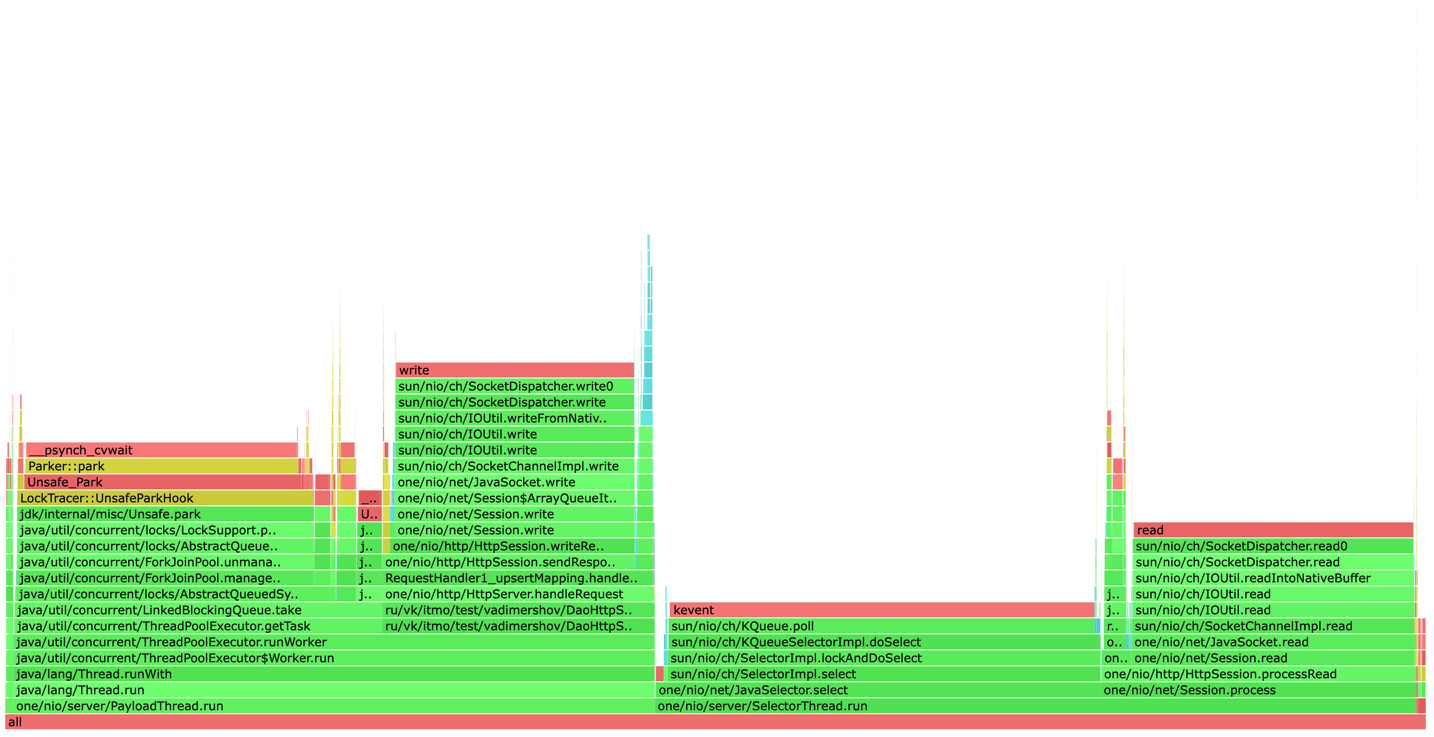 write
sun/nio/ch/SocketDispatcher.write0
sun/nio/ch/SocketDispatcher.write
sun/nio/ch/IOUtil.writeFromNativ..
sun/nio/ch/IOUtil.write
__psynch_cvwait
sun/nio/ch/IOUtil.write
Parker::park
sun/nio/ch/SocketChannelImpl.write
Unsafe_Park
one/nio/net/JavaSocket.write
LockTracer::UnsafeParkHook
_..
one/nio/net/Session$ArrayQueueIt..
jdk/internal/misc/Unsafe.park
U..
one/nio/net/Session.write
java/util/concurrent/locks/LockSupport.p..
j..
one/nio/net/Session.write
read
java/util/concurrent/locks/AbstractQueue..
j..
one/nio/http/HttpSession.writeRe..
sun/nio/ch/SocketDispatcher.read0
java/util/concurrent/ForkJoinPool.unmana..
j..
one/nio/http/HttpSession.sendRespo..
sun/nio/ch/SocketDispatcher.read
java/util/concurrent/ForkJoinPool.manage..
j..
RequestHandler1_upsertMapping.handle..
sun/nio/ch/IOUtil.readIntoNativeBuffer
java/util/concurrent/locks/AbstractQueuedSy..
j..
one/nio/http/HttpServer.handleRequest
j..
sun/nio/ch/IOUtil.read
java/util/concurrent/LinkedBlockingQueue.take
ru/vk/itmo/test/vadimershov/DaoHttpS..
kevent
j..
sun/nio/ch/IOUtil.read
java/util/concurrent/ThreadPoolExecutor.getTask
ru/vk/itmo/test/vadimershov/DaoHttpS..
sun/nio/ch/KQueue.poll
r..
sun/nio/ch/SocketChannelImpl.read
java/util/concurrent/ThreadPoolExecutor.runWorker
sun/nio/ch/KQueueSelectorImpl.doSelect
o..
one/nio/net/JavaSocket.read
java/util/concurrent/ThreadPoolExecutor$Worker.run
sun/nio/ch/SelectorImpl.lockAndDoSelect
on..
one/nio/net/Session.read
java/lang/Thread.runWith
sun/nio/ch/SelectorImpl.select
one/nio/http/HttpSession.processRead
java/lang/Thread.run
one/nio/net/JavaSelector.select
one/nio/net/Session.process
one/nio/server/PayloadThread.run
one/nio/server/SelectorThread.run
all